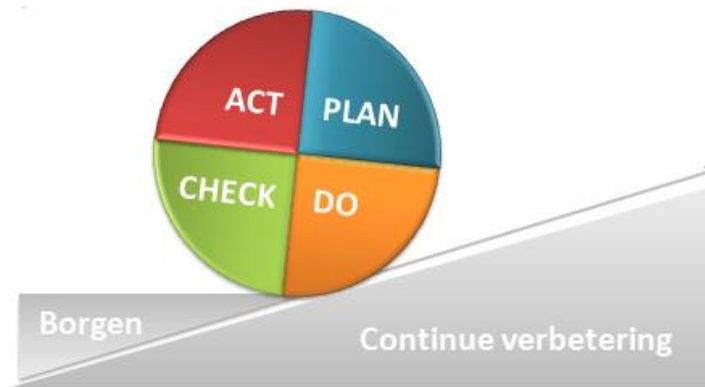 ACT
PLAN
CHECK
DO
Borgen
Continue verbetering